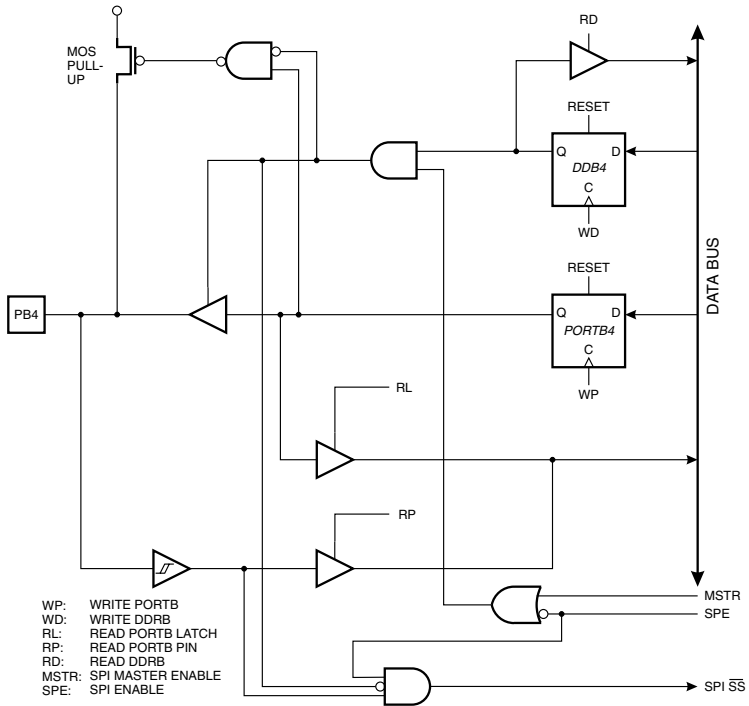 RD
MOS
PULL-
UP
RESET
Q
D
DDB4
C
WD
DATA BUS
RESET
PB4
Q
D
PORTB4
C
WP
RL
RP
WP: WRITE PORTB
WD: WRITE DDRB
RL: READ PORTB LATCH
RP: READ PORTB PIN
RD: READ DDRB
MSTR: SPI MASTER ENABLE
SPE: SPI ENABLE
MSTR
SPE
SPI S̅S̅